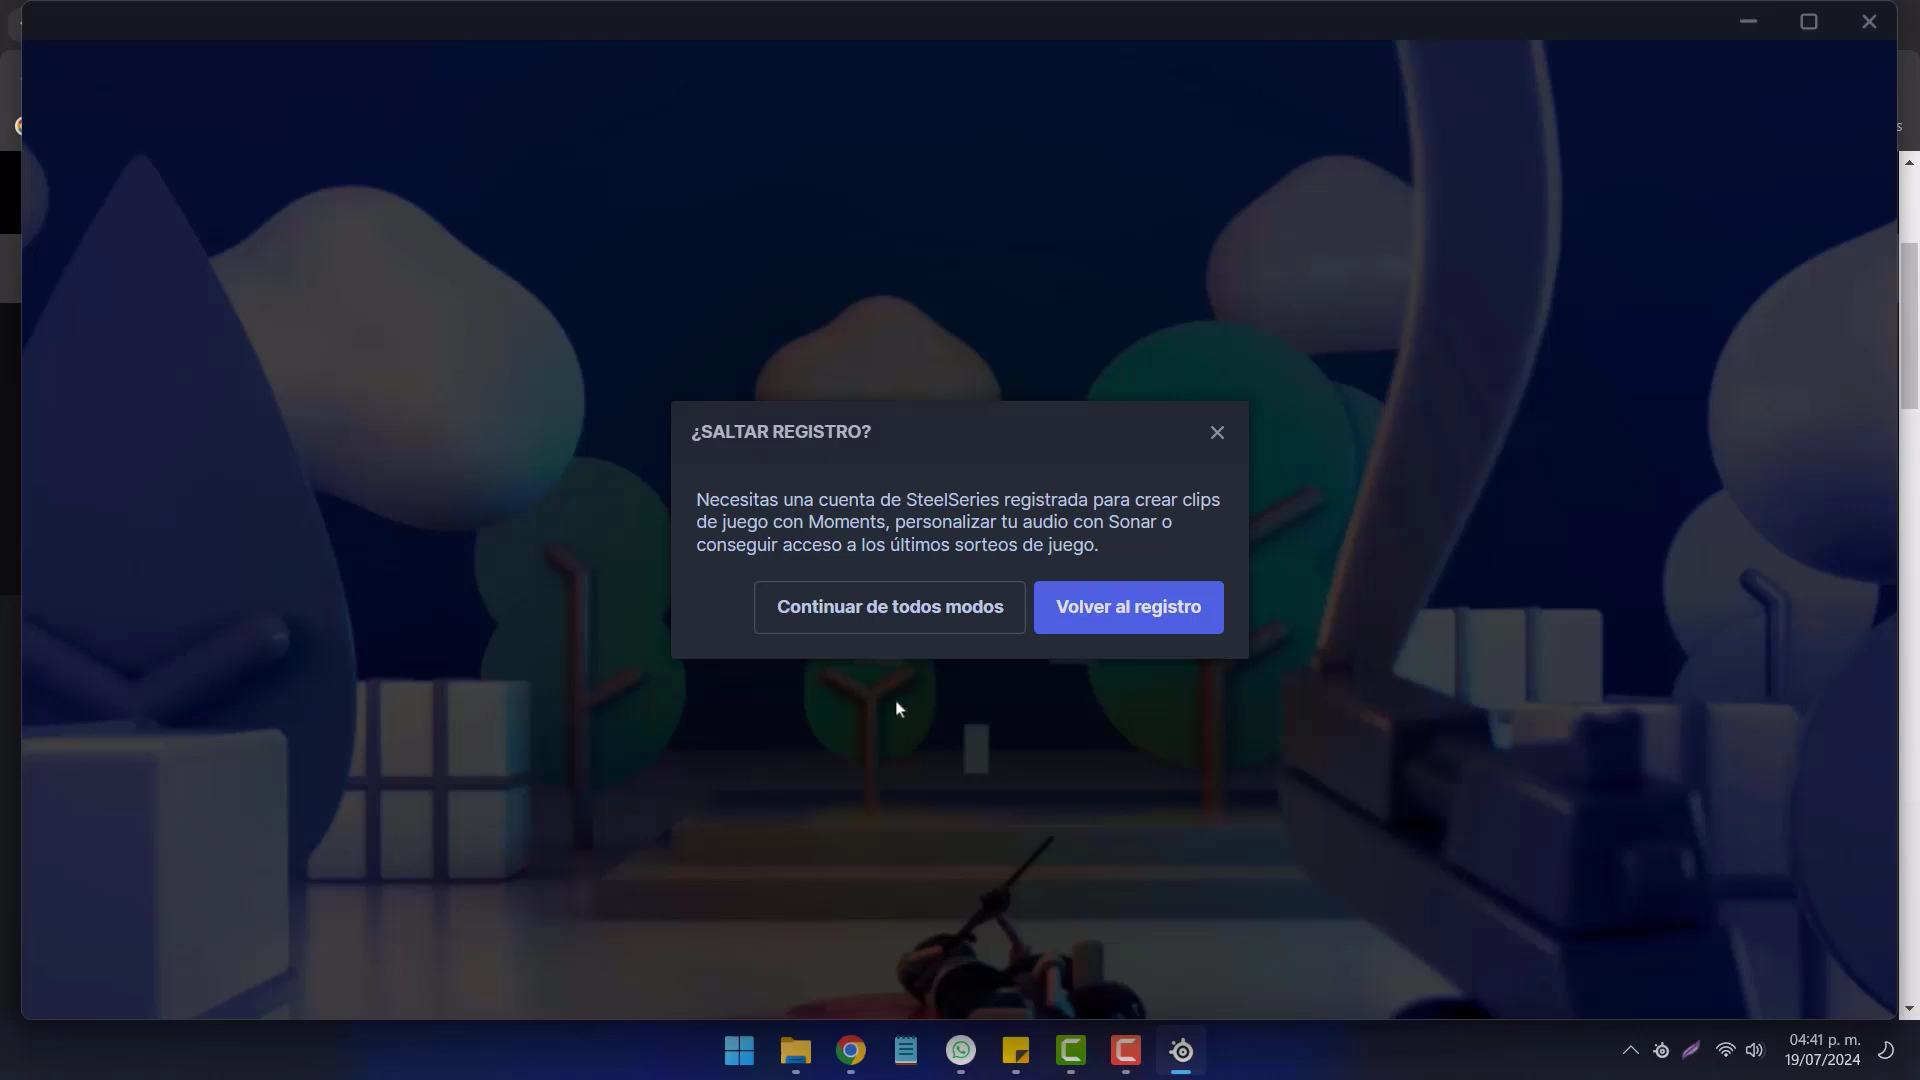 ¿SALTAR REGISTRO?
Necesitas una cuenta de SteelSeries registrada para crear clips
de juego con Moments, personalizar tu audio con Sonar o
conseguir acceso a los últimos sorteos de juego.
Continuar de todos modos
Volver al registro
04:41 p. m.
19/07/2024